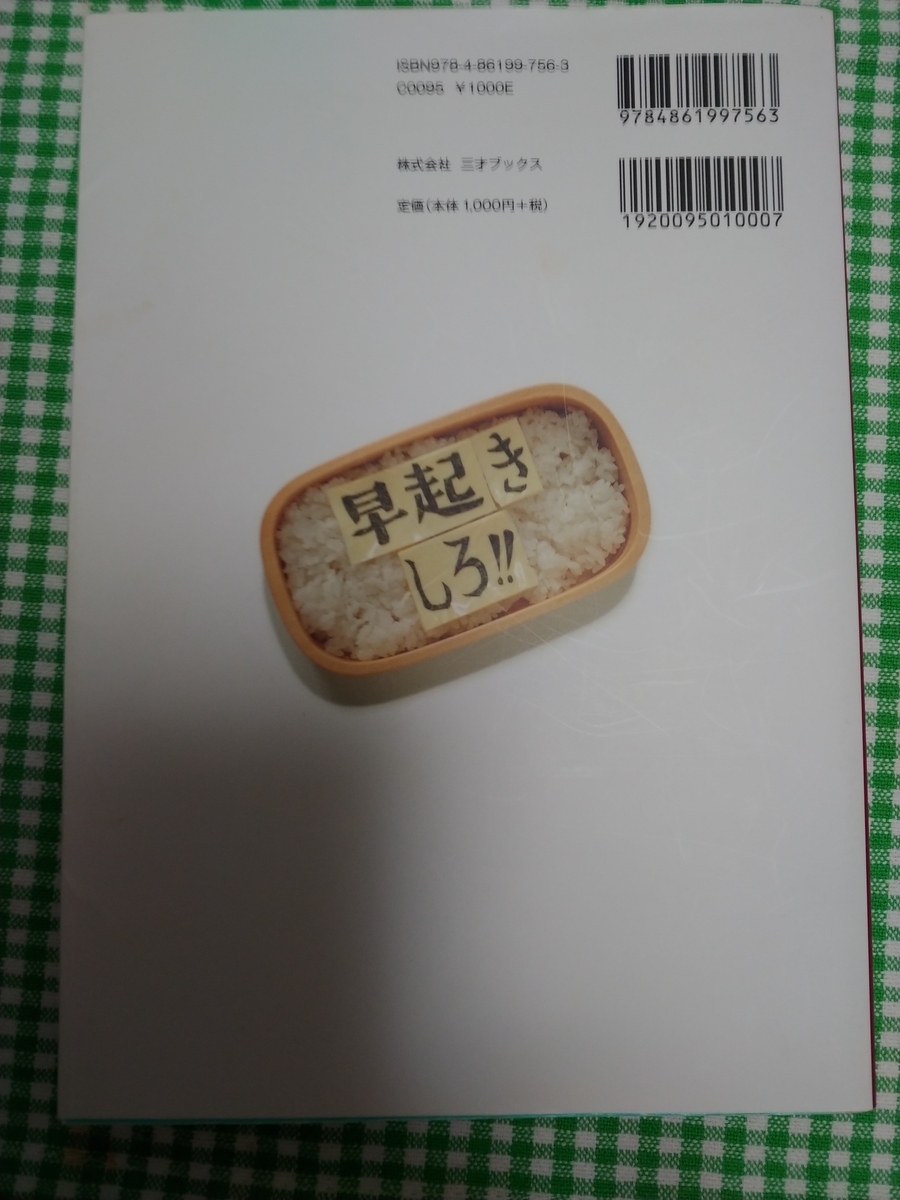 ISBN978-4-86199-756-3
C0095 ¥1000E
9784861997563
株式会社 三才ブックス
定価(本体1,000円+税)
1920095010007
早起き
しろ!!